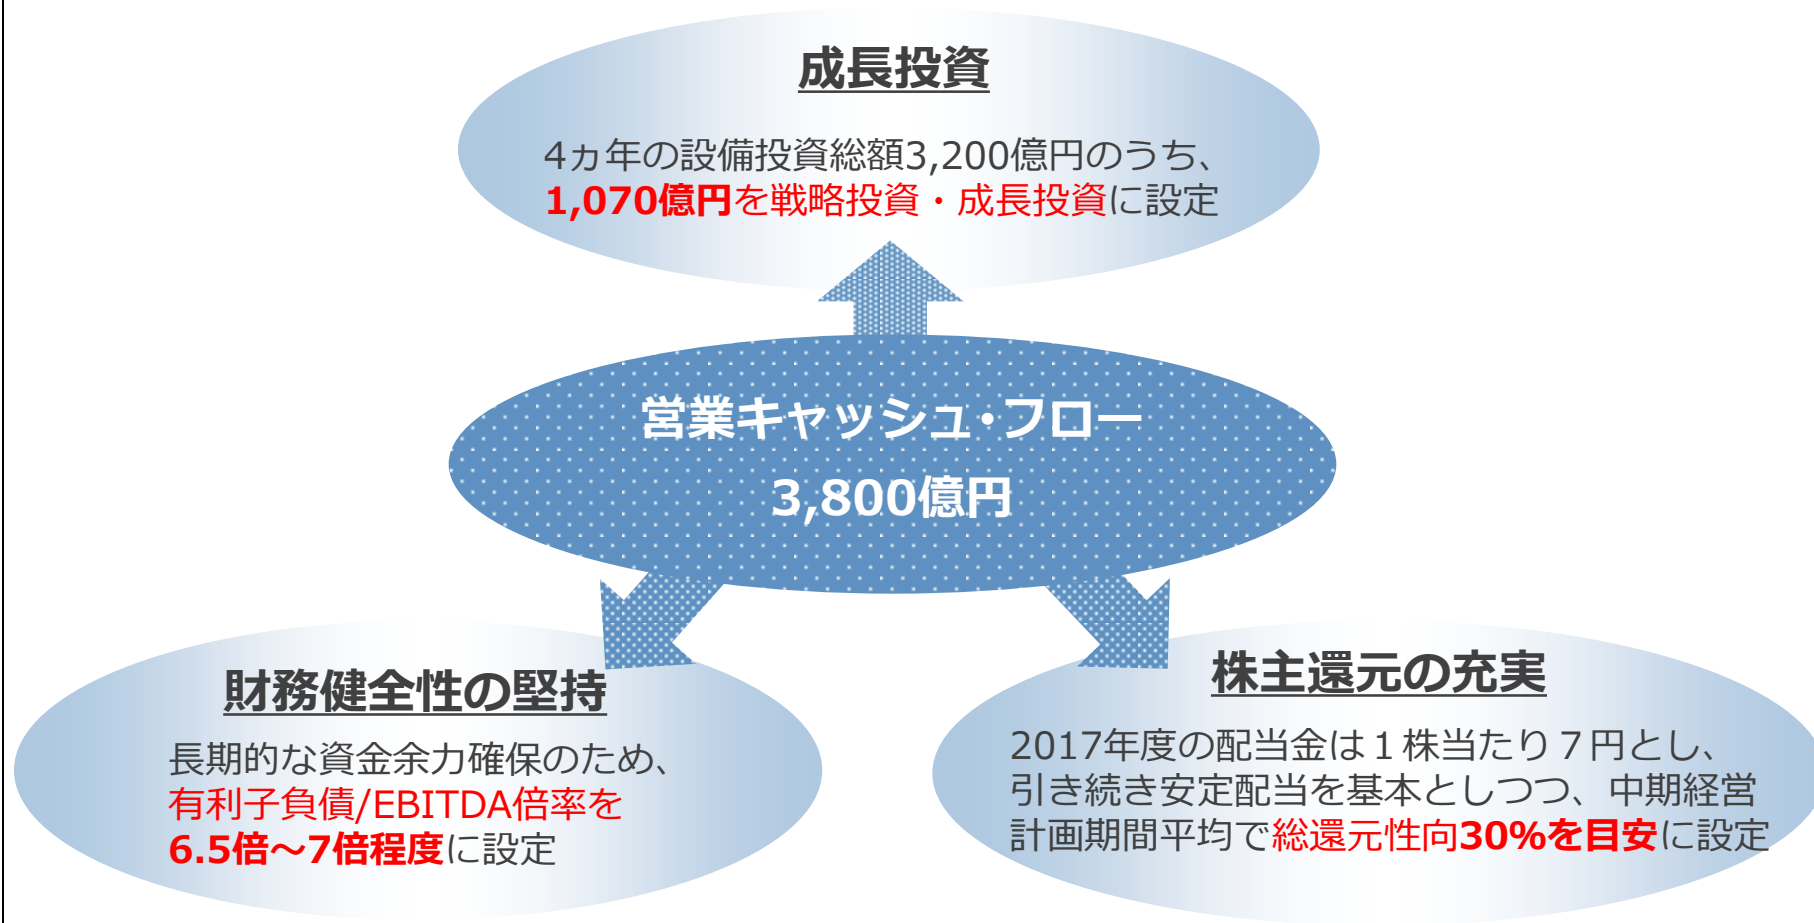 成長投資
4ヵ年の設備投資総額3,200億円のうち、
1,070億円を戦略投資・成長投資に設定
営業キャッシュ・フロー
3,800億円
財務健全性の堅持
長期的な資金余力確保のため、
有利子負債/EBITDA倍率を
6.5倍～7倍程度に設定
株主還元の充実
2017年度の配当金は１株当たり７円とし、
引き続き安定配当を基本としつつ、中期経営
計画期間平均で総還元性向30%を目安に設定